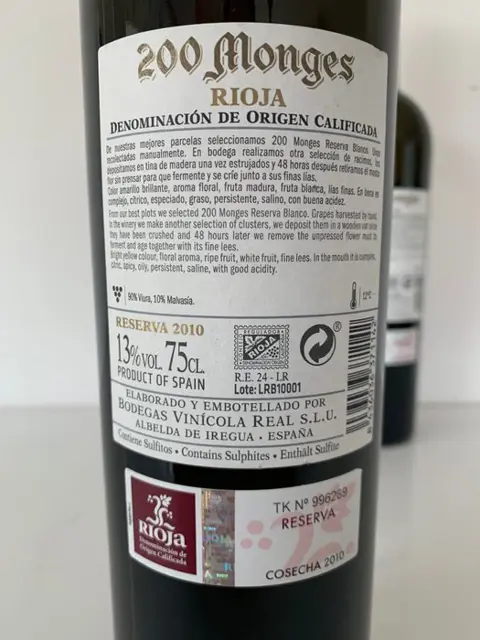 200 Monges
RIOJA
DENOMINACIÓN DE ORIGEN CALIFICADA
De nuestras mejores parcelas seleccionamos 200 Monges Reserva Blanco. Uvas
recolectadas manualmente. En bodega realizamos otra selección de racimos, los
depositamos en tina de madera una vez estrujados y 48 horas después retiramos el mosto
flor sin prensar para que fermente y se críe junto a sus finas lías.
Color amarillo brillante, aroma floral, fruta madura, fruta blanca, lías finas. En boca es
complejo, cítrico, especiado, graso, persistente, salino, con buena acidez.
From our best plots we selected 200 Monges Reserva Blanco. Grapes harvested by hand.
In the winery we make another selection of clusters, we deposit them in a wooden vat once
they have been crushed and 48 hours later we remove the unpressed flower must to
ferment and age together with its fine lees.
Bright yellow colour, floral aroma, ripe fruit, white fruit, fine lees. In the mouth it is complex,
citric, spicy, oily, persistent, saline, with good acidity.
90% Viura, 10% Malvasía.
12ºC
RESERVA 2010
13%VOL. 75CL.
PRODUCT OF SPAIN
RIOJA
R.E. 24 - LR
Lote: LRB10001
ELABORADO Y EMBOTELLADO POR
BODEGAS VINÍCOLA REAL S.L.U.
ALBELDA DE IREGUA · ESPAÑA
Contiene Sulfitos · Contains Sulphites · Enthält Sulfite
RIOJA
Denominación de
Origen Calificada
TK Nº 996269
RESERVA
COSECHA 2010